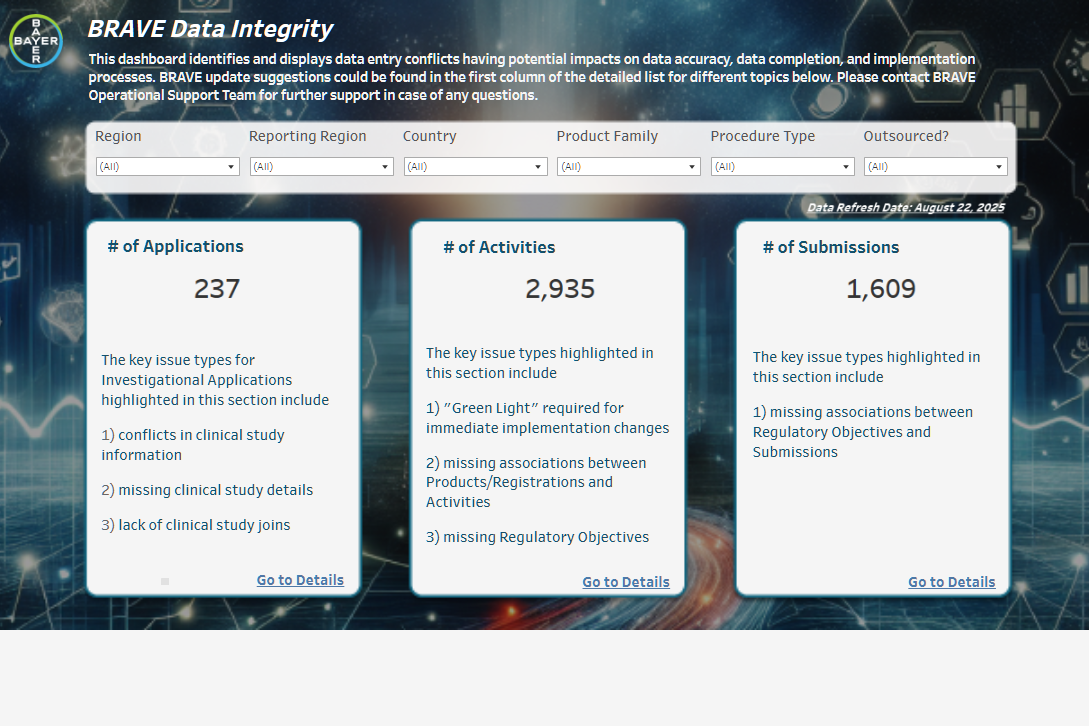 BAYER
BAYER
BRAVE Data Integrity
This dashboard identifies and displays data entry conflicts having potential impacts on data accuracy, data completion, and implementation
processes. BRAVE update suggestions could be found in the first column of the detailed list for different topics below. Please contact BRAVE
Operational Support Team for further support in case of any questions.
Region Reporting Region Country Product Family Procedure Type Outsourced?
(All) (All) (All) (All) (All) (All)
Data Refresh Date: August 22, 2025
# of Applications
237
The key issue types for
Investigational Applications
highlighted in this section include
1) conflicts in clinical study
information
2) missing clinical study details
3) lack of clinical study joins
Go to Details
# of Activities
2,935
The key issue types highlighted in
this section include
1) "Green Light" required for
immediate implementation changes
2) missing associations between
Products/Registrations and
Activities
3) missing Regulatory Objectives
Go to Details
# of Submissions
1,609
The key issue types highlighted in
this section include
1) missing associations between
Regulatory Objectives and
Submissions
Go to Details